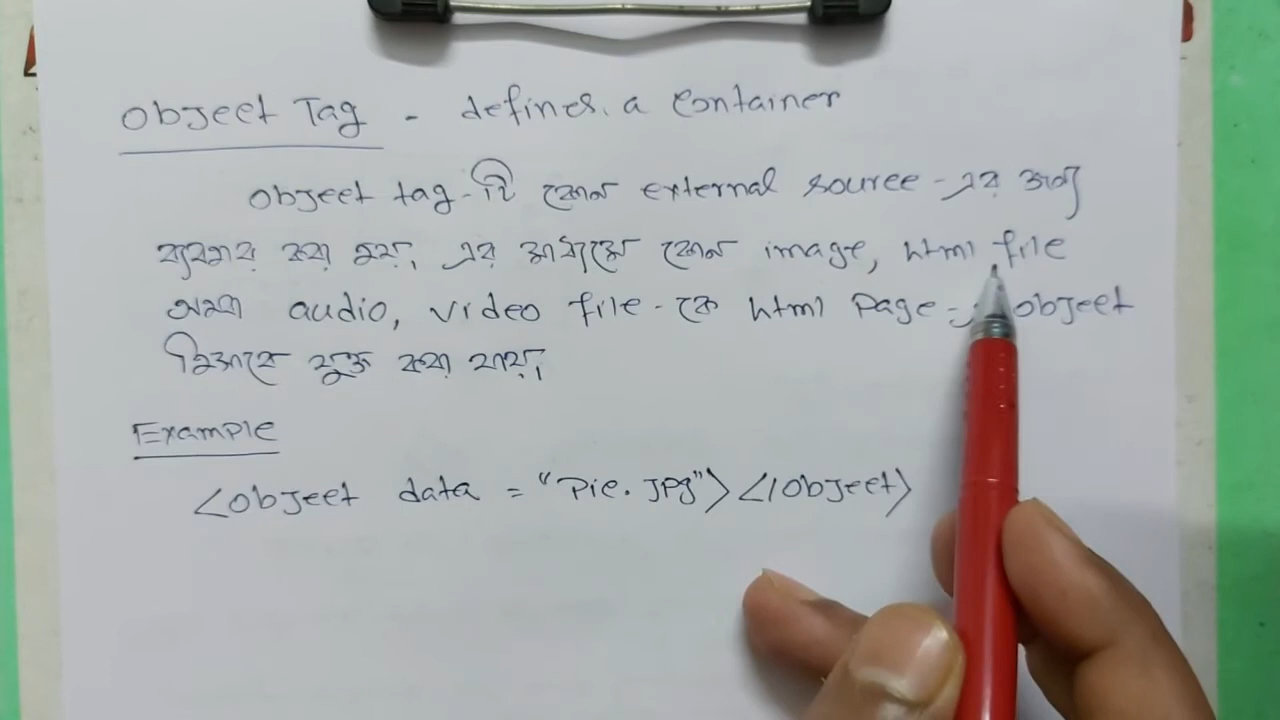 Object Tag - defines a container
Object tag-টি কোন external source-এর জন্য
ব্যবহার করা হয়। এর মাধ্যমে কোন image, html file
অথবা audio, video file-কে html Page- object
হিসাবে যুক্ত করা যায়।
Example
<object data = "Pic.jpg"></object>